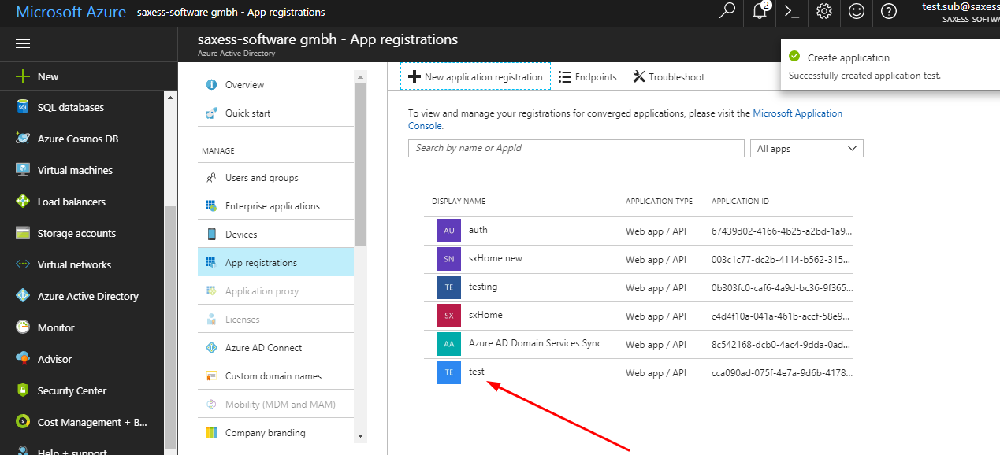 Microsoft Azure saxess-software gmbh - App registrations
2
test.sub@saxess
SAXESS-SOFTWA
saxess-software gmbh - App registrations
Azure Active Directory
New
SQL databases
Azure Cosmos DB
Virtual machines
Load balancers
Storage accounts
Virtual networks
Azure Active Directory
Monitor
Advisor
Security Center
Cost Management + B...
Help + support
Overview
Quick start
MANAGE
Users and groups
Enterprise applications
Devices
App registrations
Application proxy
Licenses
Azure AD Connect
Custom domain names
Mobility (MDM and MAM)
Company branding
New application registration Endpoints Troubleshoot
Create application
Successfully created application test.
To view and manage your registrations for converged applications, please visit the Microsoft Application
Console.
Search by name or AppId All apps
DISPLAY NAME APPLICATION TYPE APPLICATION ID
AU auth Web app / API 67439d02-4166-4b25-a2bd-1a9...
SN sxHome new Web app / API 003c1c77-dc2b-4114-b562-315...
TE testing Web app / API 0b303fc0-caf6-4a9d-bc36-9f365...
SX sxHome Web app / API c4d4f10a-041a-461b-accf-58e9...
AA Azure AD Domain Services Sync Web app / API 8c542168-dcb0-4ac4-9dda-0ad...
TE test Web app / API cca090ad-075f-4e7a-9d6b-4178...